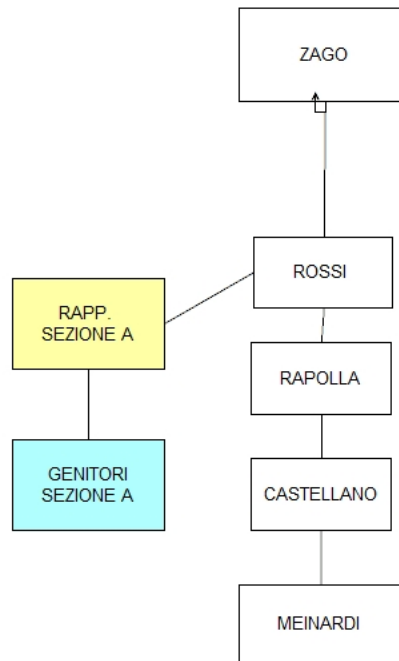 ZAGO
ROSSI
RAPP.
SEZIONE A
RAPOLLA
GENITORI
SEZIONE A
CASTELLANO
MEINARDI